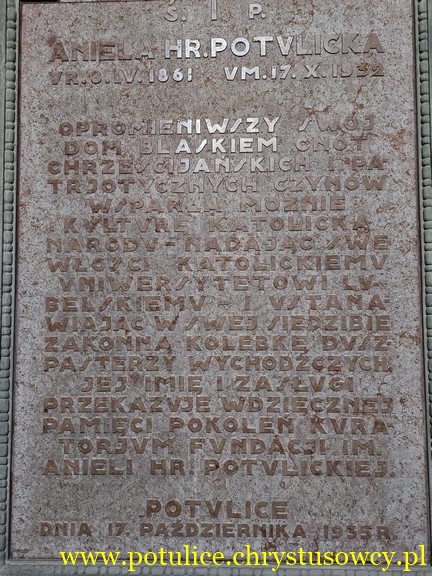 Ś. I P.
ANIELA HR. POTVLICKA
VR. 6. IV. 1861 VM. 17. X. 1932
OPROMIENIWSZY SWÓJ
DOM BLASKIEM CNÓT
CHRZEŚCIJAŃSKICH I PA-
TRJOTYCZNYCH CZYNÓW
WSPARŁA MOŻNIE
KVLTVRĘ KATOLICKĄ
NARODV - NADAJĄC SWE
WŁOŚCI KATOLICKIEMV
VNIWERSYTETOWI LV-
BELSKIEMV - I VSTANA
WIAJĄC W SWEJ SIEDZIBIE
ZAKONNĄ KOLEBKĘ DVSZ-
PASTERZY WYCHODŹCZYCH.
JEJ IMIĘ I ZASŁVGI
PRZEKAZVJE WDZIĘCZNEJ
PAMIĘCI POKOLEŃ KVRA-
TORJVM FVNDACJI IM.
ANIELI HR. POTVLICKIEJ.
POTVLICE
DNIA 17. PAŹDZIERNIKA 1935 R.
www.potulice.chrystusowcy.pl